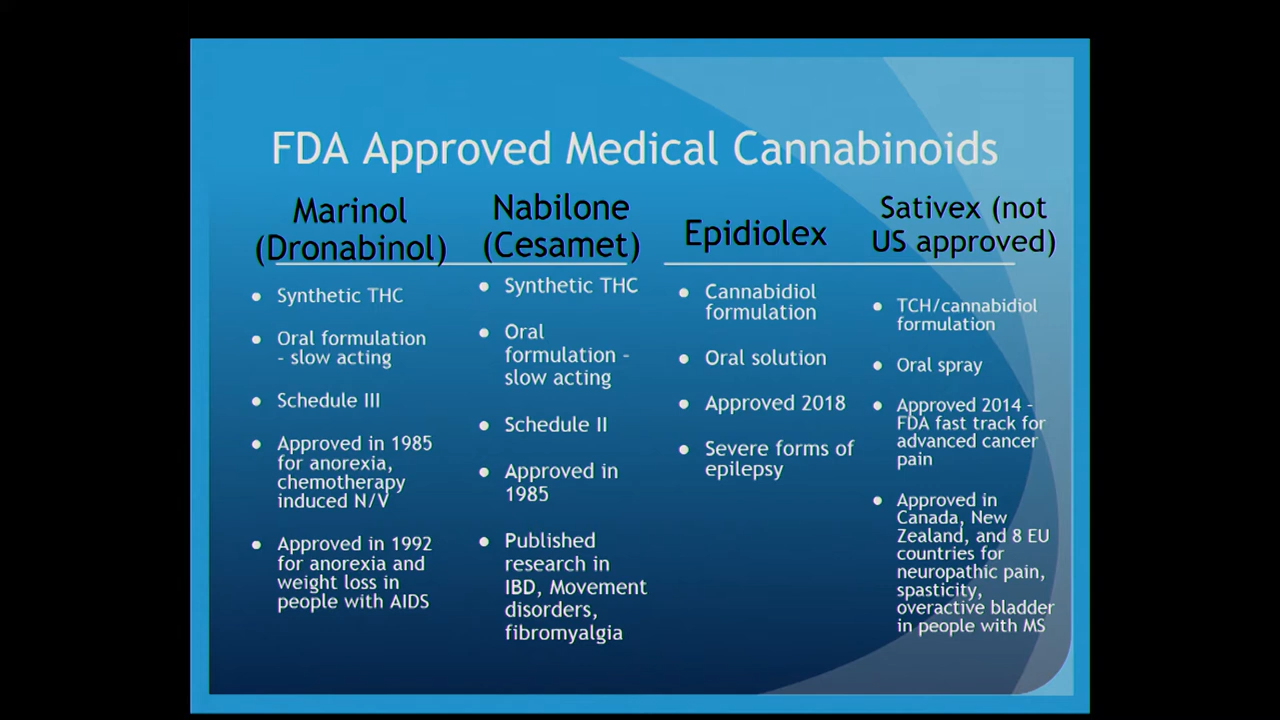 FDA Approved Medical Cannabinoids
Marinol
(Dronabinol)
• Synthetic THC
• Oral formulation
– slow acting
• Schedule III
• Approved in 1985
for anorexia,
chemotherapy
induced N/V
• Approved in 1992
for anorexia and
weight loss in
people with AIDS
Nabilone
(Cesamet)
• Synthetic THC
• Oral
formulation –
slow acting
• Schedule II
• Approved in
1985
• Published
research in
IBD, Movement
disorders,
fibromyalgia
Epidiolex
• Cannabidiol
formulation
• Oral solution
• Approved 2018
• Severe forms of
epilepsy
Sativex (not
US approved)
• TCH/cannabidiol
formulation
• Oral spray
• Approved 2014 –
FDA fast track for
advanced cancer
pain
• Approved in
Canada, New
Zealand, and 8 EU
countries for
neuropathic pain,
spasticity,
overactive bladder
in people with MS